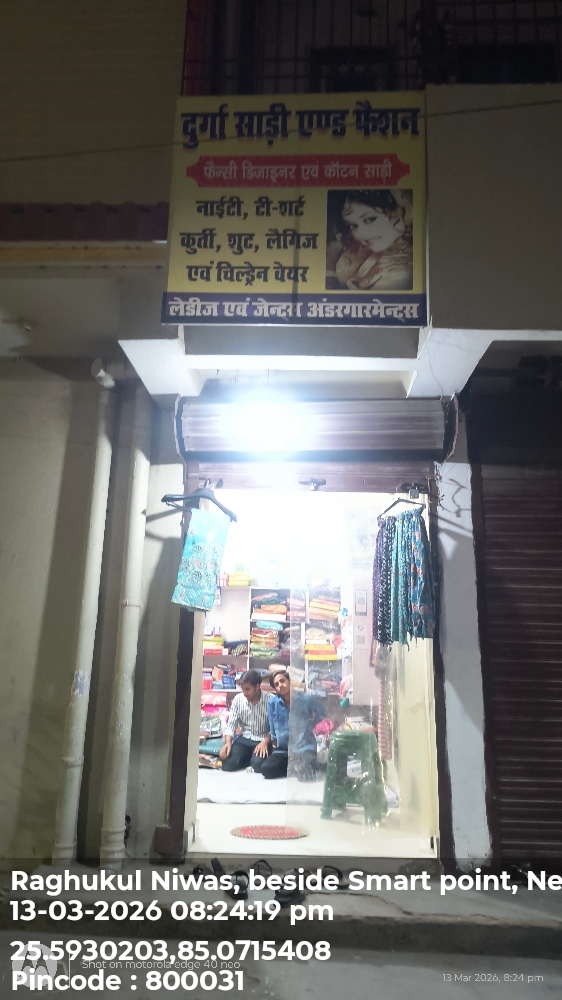 दुर्गा साड़ी एण्ड फैशन
फैन्सी डिजाइनर एवं कॉटन साड़ी
नाईटी, टी-शर्ट
कुर्ती, शुट, लैगिज
एवं चिल्ड्रेन वेयर
लेडीज एवं जेन्टस अंडरगारमेन्ट्स
Raghukul Niwas, beside Smart point, Ne
13-03-2026 08:24:19 pm
25.5930203,85.0715408
Shot on motorola edge 40 neo
13 Mar 2026, 8:24 pm
Pincode : 800031